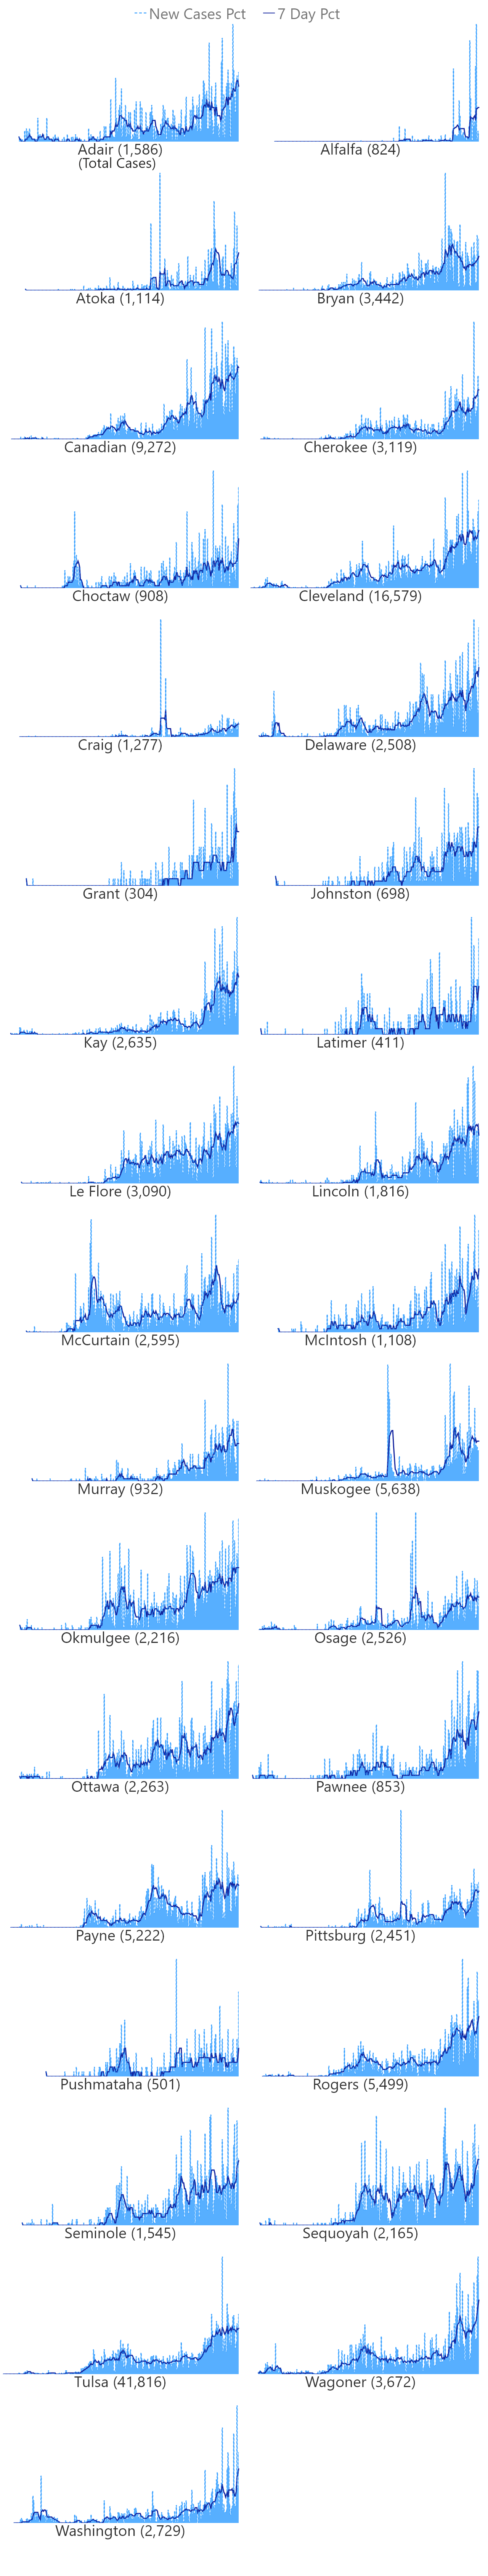 New Cases Pct 7 Day Pct
Adair (1,586) Alfalfa (824)
(Total Cases)
Atoka (1,114) Bryan (3,442)
Canadian (9,272) Cherokee (3,119)
Choctaw (908) Cleveland (16,579)
Craig (1,277) Delaware (2,508)
Grant (304) Johnston (698)
Kay (2,635) Latimer (411)
Le Flore (3,090) Lincoln (1,816)
McCurtain (2,595) McIntosh (1,108)
Murray (932) Muskogee (5,638)
Okmulgee (2,216) Osage (2,526)
Ottawa (2,263) Pawnee (853)
Payne (5,222) Pittsburg (2,451)
Pushmataha (501) Rogers (5,499)
Seminole (1,545) Sequoyah (2,165)
Tulsa (41,816) Wagoner (3,672)
Washington (2,729)